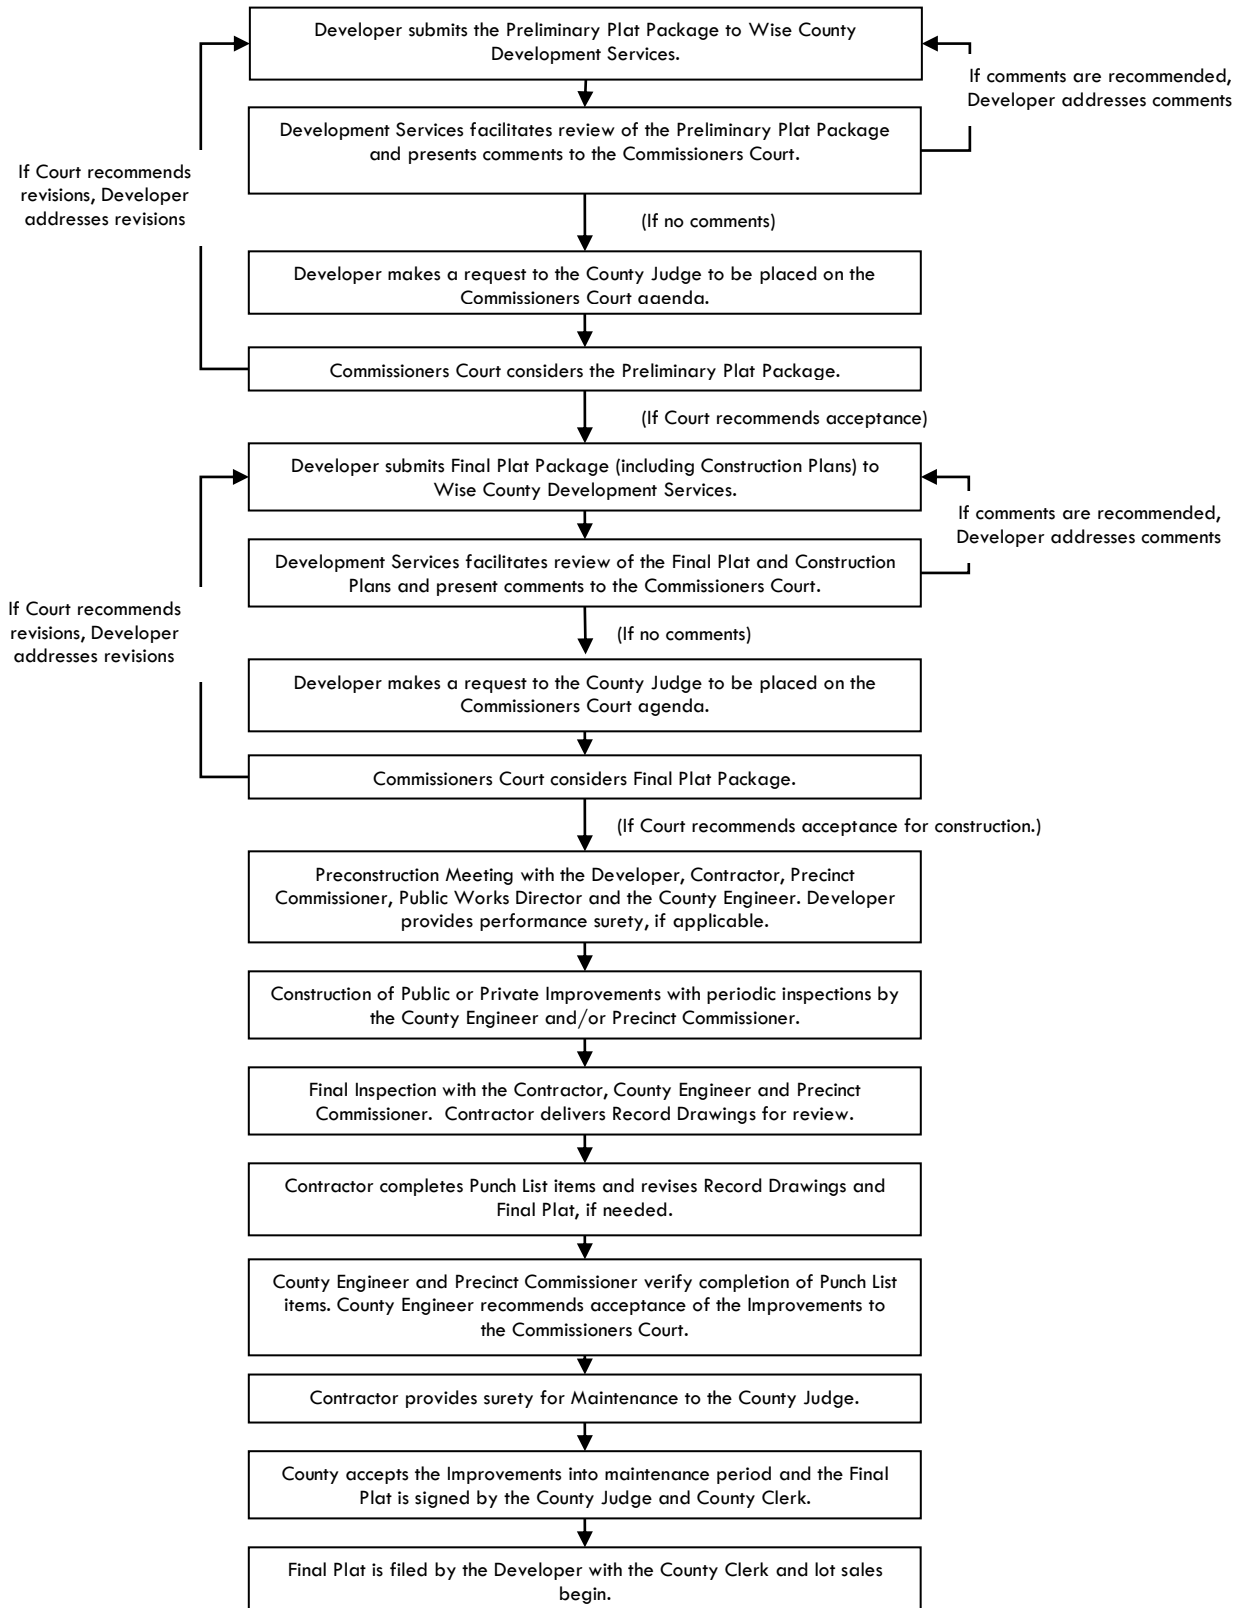 Developer submits the Preliminary Plat Package to Wise County
Development Services.
If comments are recommended,
Developer addresses comments
Development Services facilitates review of the Preliminary Plat Package
and presents comments to the Commissioners Court.
If Court recommends
revisions, Developer
addresses revisions
(If no comments)
Developer makes a request to the County Judge to be placed on the
Commissioners Court agenda.
Commissioners Court considers the Preliminary Plat Package.
(If Court recommends acceptance)
Developer submits Final Plat Package (including Construction Plans) to
Wise County Development Services.
If comments are recommended,
Developer addresses comments
Development Services facilitates review of the Final Plat and Construction
Plans and present comments to the Commissioners Court.
If Court recommends
revisions, Developer
addresses revisions
(If no comments)
Developer makes a request to the County Judge to be placed on the
Commissioners Court agenda.
Commissioners Court considers Final Plat Package.
(If Court recommends acceptance for construction.)
Preconstruction Meeting with the Developer, Contractor, Precinct
Commissioner, Public Works Director and the County Engineer. Developer
provides performance surety, if applicable.
Construction of Public or Private Improvements with periodic inspections by
the County Engineer and/or Precinct Commissioner.
Final Inspection with the Contractor, County Engineer and Precinct
Commissioner. Contractor delivers Record Drawings for review.
Contractor completes Punch List items and revises Record Drawings and
Final Plat, if needed.
County Engineer and Precinct Commissioner verify completion of Punch List
items. County Engineer recommends acceptance of the Improvements to
the Commissioners Court.
Contractor provides surety for Maintenance to the County Judge.
County accepts the Improvements into maintenance period and the Final
Plat is signed by the County Judge and County Clerk.
Final Plat is filed by the Developer with the County Clerk and lot sales
begin.